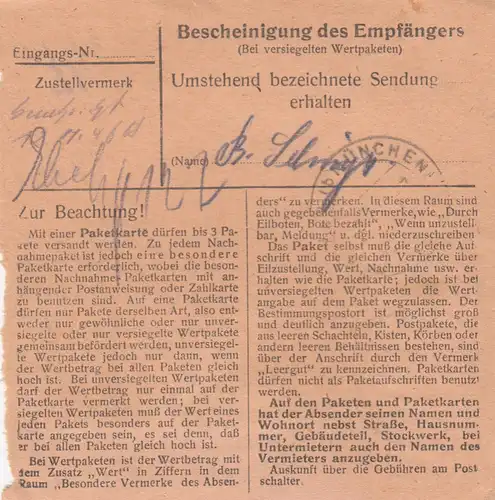 Eingangs-Nr.
Zustellvermerk
Bescheinigung des Empfängers
(Bei versiegelten Wertpaketen)
Umstehend bezeichnete Sendung
erhalten
(Name)
MÜNCHEN
Zur Beachtung!
Mit einer Paketkarte dürfen bis 3 Pa-
kete versandt werden. Zu jedem Nach-
nahmepaket ist jedoch eine besondere
Paketkarte erforderlich, wobei die beson-
deren Nachnahme-Paketkarten mit an-
hängender Postanweisung oder Zahlkarte
zu benutzen sind. Auf eine Paketkarte
dürfen nur Pakete derselben Art, also ent-
weder nur gewöhnliche oder nur unver-
siegelte oder nur versiegelte Wertpakete
gemeinsam befördert werden, unversiegel-
te Wertpakete jedoch nur dann, wenn
der Wertbetrag bei allen Paketen gleich
hoch ist. Bei unversiegelten Wertpaketen
darf der Wertbetrag nur einmal auf der
Paketkarte vermerkt werden; bei ver-
siegelten Wertpaketen muß der Wert eines
jeden Pakets besonders auf der Paket-
karte angegeben sein, es sei denn, daß
er bei allen Paketen gleich hoch ist.
Bei Wertpaketen ist der Wertbetrag mit
dem Zusatz „Wert" in Ziffern in dem
Raum „Besondere Vermerke des Absen-
ders" zu vermerken. In diesem Raum sind
auch gegebenenfalls Vermerke, wie „Durch
Eilboten, Bote bezahlt", „Wenn unzustell
bar, Meldung" u. dgl. niederzuschreiben
Das Paket selbst muß die gleiche Auf
schrift und die gleichen Vermerke über
Eilzustellung, Wert, Nachnahme usw. er-
halten wie die Paketkarte; jedoch ist bei
unversiegelten Wertpaketen die Wert
angabe auf dem Paket wegzulassen. Der
Bestimmungspostort ist möglichst groß
und deutlich anzugeben. Postpakete, die
aus leeren Schachteln, Kisten, Körben oder
andern leeren Behältnissen bestehen, sind
über der Anschrift durch den Vermerk
„Leergut" zu kennzeichnen. Paketkarten
dürfen nicht als Paketaufschriften benutzt
werden.
Auf den Paketen und Paketkarten
hat der Absender seinen Namen und
Wohnort nebst Straße, Hausnum-
mer, Gebäudeteil, Stockwerk, bei
Untermietern auch den Namen des
Vermieters anzugeben.
Auskunft über die Gebühren am Post
schalter.